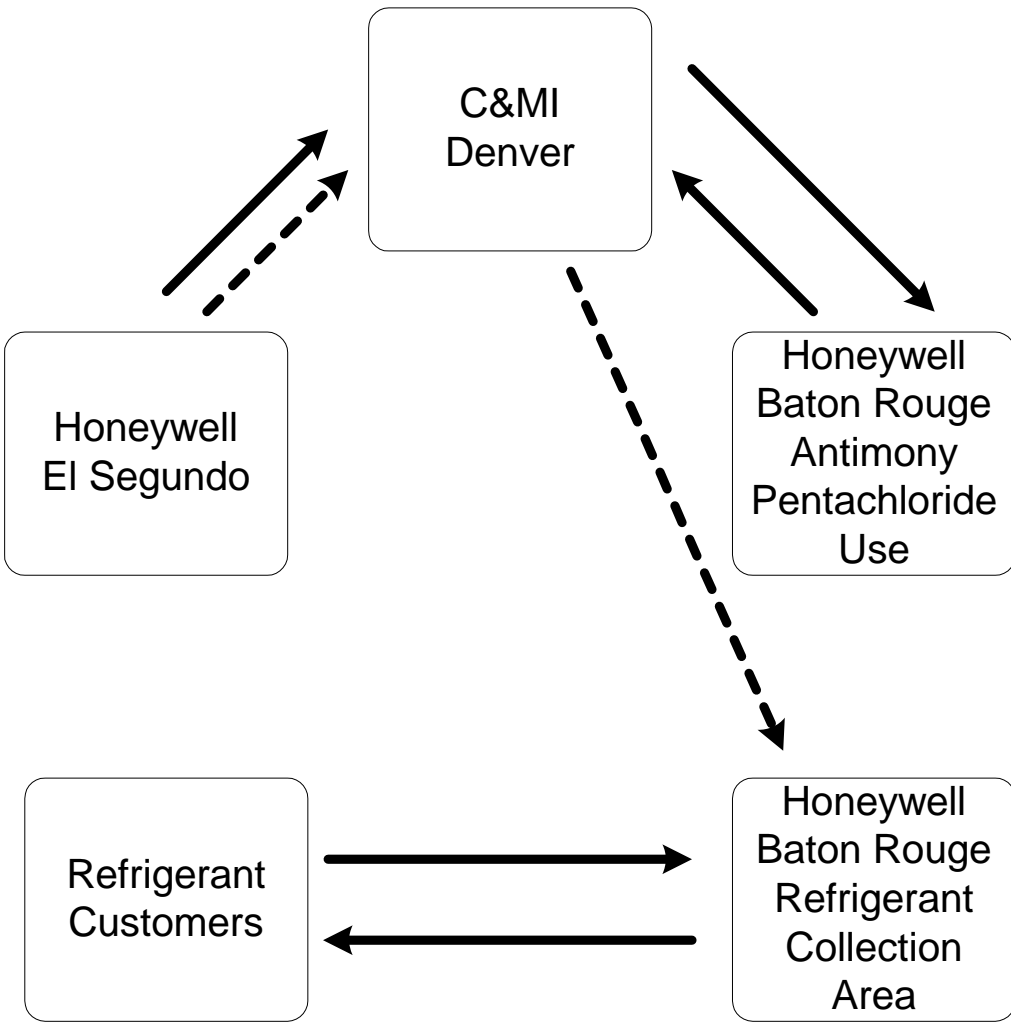 C&MI
Denver
Honeywell
El Segundo
Honeywell
Baton Rouge
Antimony
Pentachloride
Use
Refrigerant
Customers
Honeywell
Baton Rouge
Refrigerant
Collection
Area